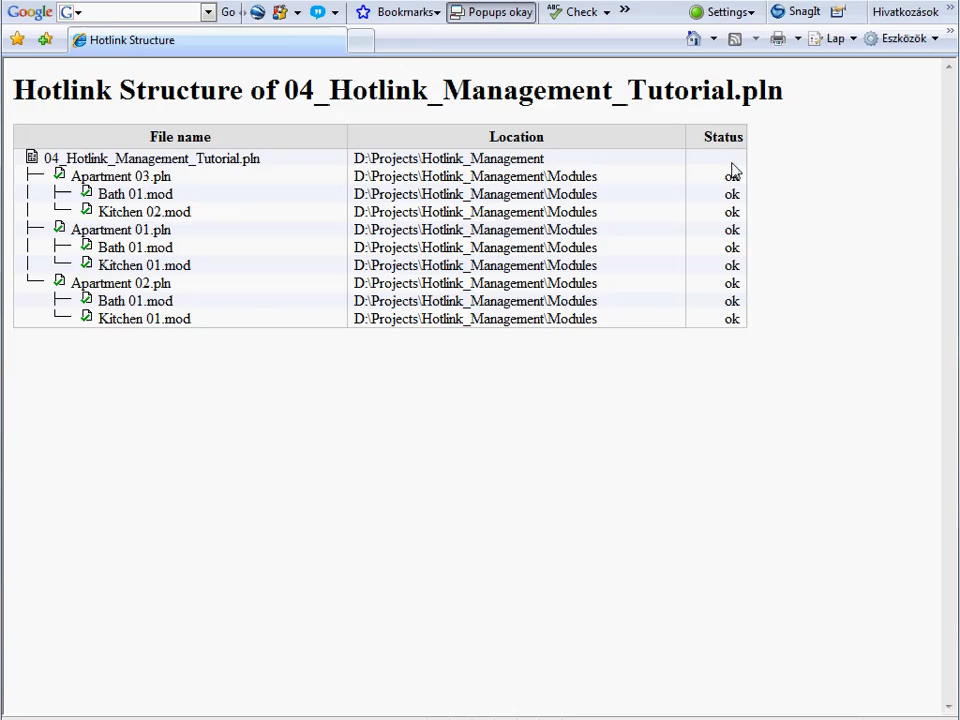 Google G Go Bookmarks Popups okay ABC Check » Settings SnagIt Hivatkozások »
Hotlink Structure Lap Eszközök »
Hotlink Structure of 04_Hotlink_Management_Tutorial.pln
File name Location Status
04_Hotlink_Management_Tutorial.pln D:\Projects\Hotlink_Management
Apartment 03.pln D:\Projects\Hotlink_Management\Modules ok
Bath 01.mod D:\Projects\Hotlink_Management\Modules ok
Kitchen 02.mod D:\Projects\Hotlink_Management\Modules ok
Apartment 01.pln D:\Projects\Hotlink_Management\Modules ok
Bath 01.mod D:\Projects\Hotlink_Management\Modules ok
Kitchen 01.mod D:\Projects\Hotlink_Management\Modules ok
Apartment 02.pln D:\Projects\Hotlink_Management\Modules ok
Bath 01.mod D:\Projects\Hotlink_Management\Modules ok
Kitchen 01.mod D:\Projects\Hotlink_Management\Modules ok